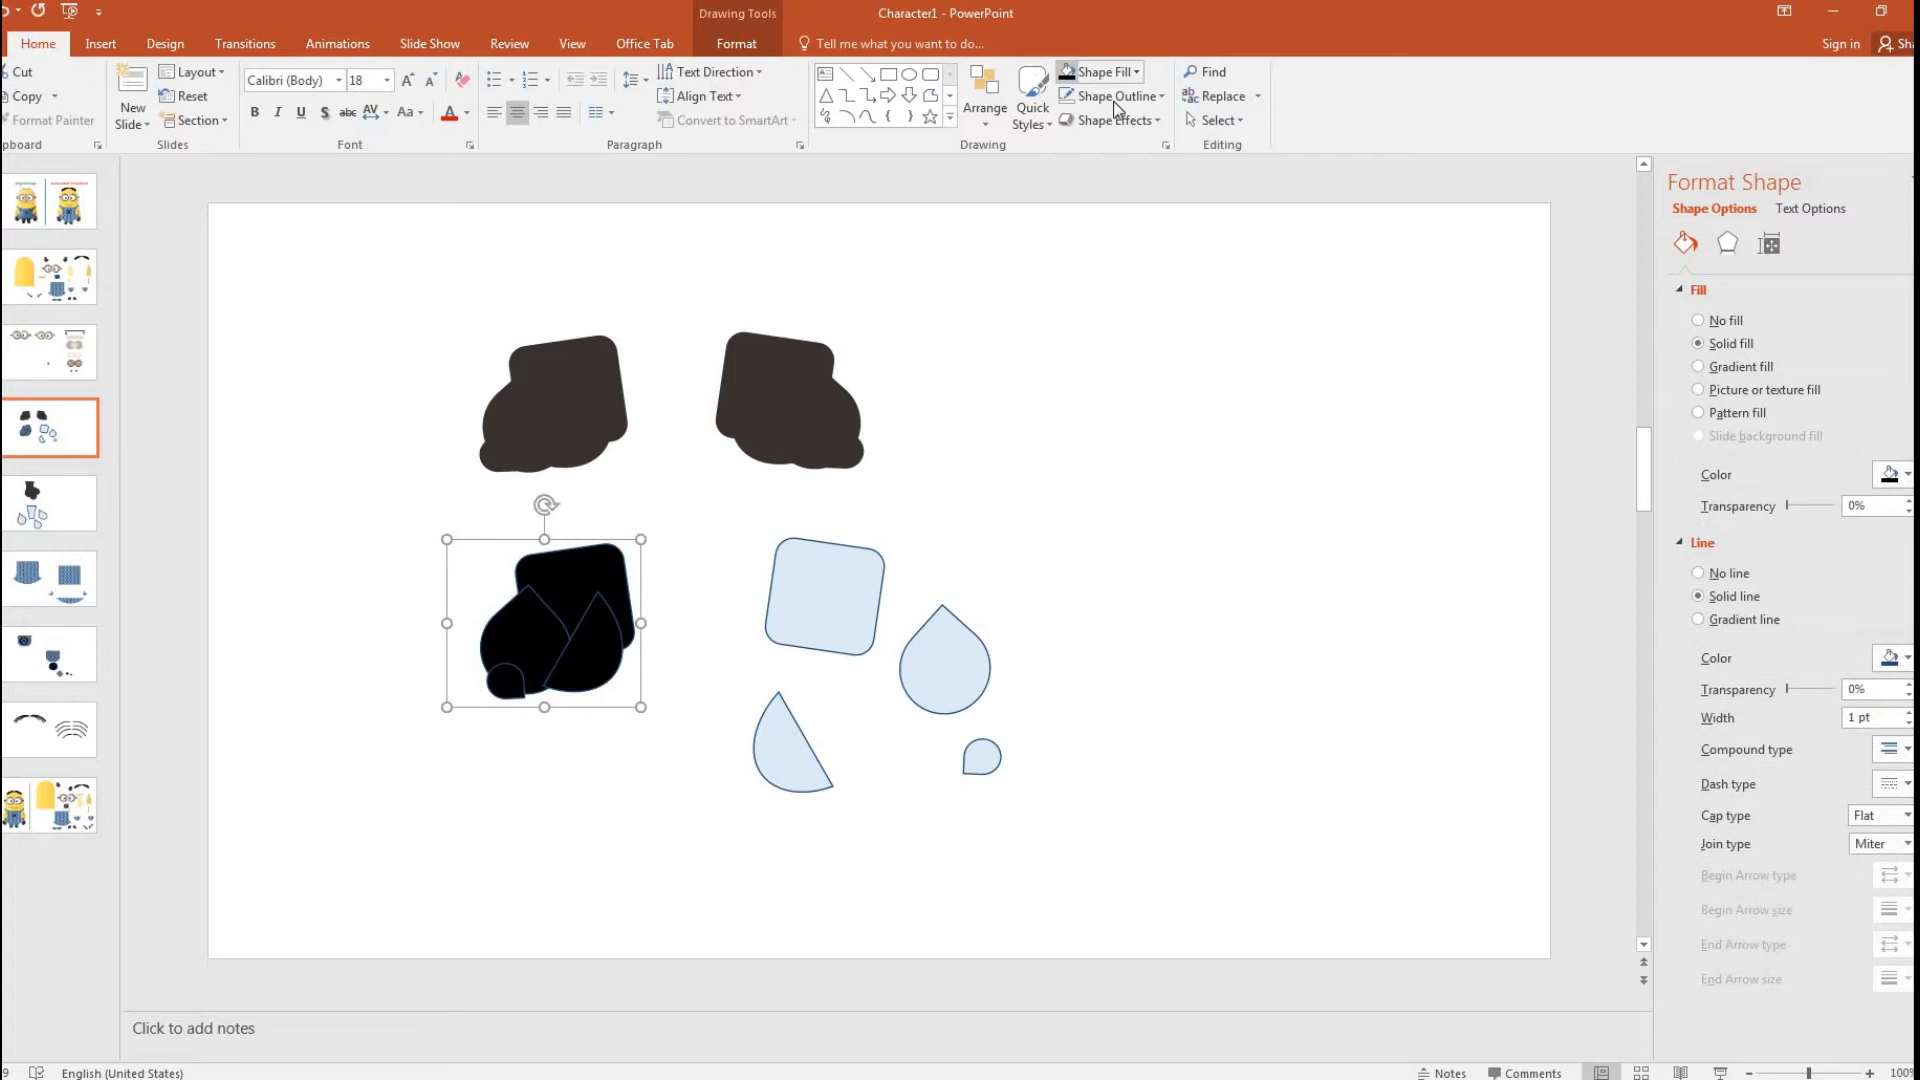 Drawing Tools
Character1 - PowerPoint
Home Insert Design Transitions Animations Slide Show Review View Office Tab Format Tell me what you want to do... Sign in
Cut
Copy
Format Painter
New Slide
Layout
Reset
Section
Slides
Calibri (Body) 18
B I U S abc AV Aa A
Font
Text Direction
Align Text
Convert to SmartArt
Paragraph
Arrange
Quick Styles
Shape Fill
Shape Outline
Shape Effects
Drawing
Find
Replace
Select
Editing
Format Shape
Shape Options Text Options
Fill
No fill
Solid fill
Gradient fill
Picture or texture fill
Pattern fill
Slide background fill
Color
Transparency 0%
Line
No line
Solid line
Gradient line
Color
Transparency 0%
Width 1 pt
Compound type
Dash type
Cap type Flat
Join type Miter
Begin Arrow type
Begin Arrow size
End Arrow type
End Arrow size
Click to add notes
English (United States)
Notes Comments